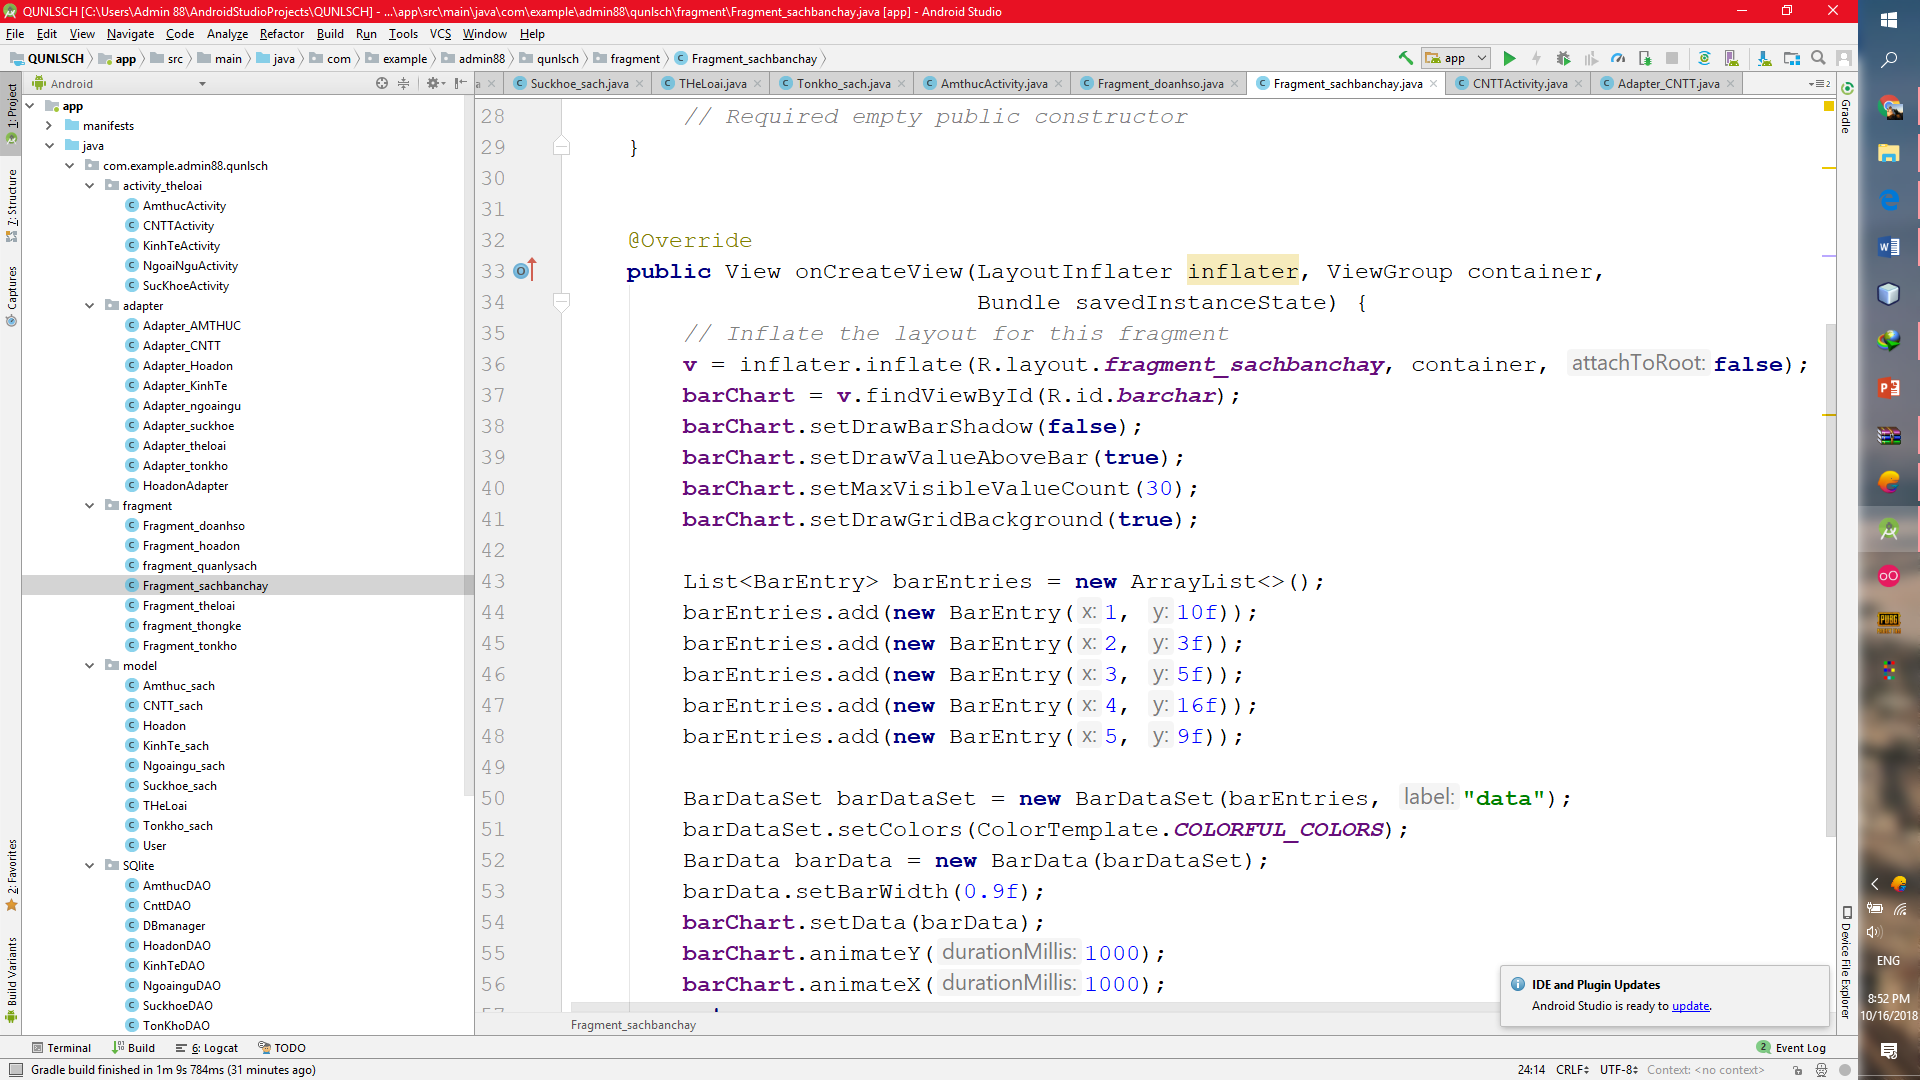 QUNLSCH [C:\Users\Admin 88\AndroidStudioProjects\QUNLSCH] - ...\app\src\main\java\com\example\admin88\qunlsch\fragment\Fragment_sachbanchay.java [app] - Android Studio
File Edit View Navigate Code Analyze Refactor Build Run Tools VCS Window Help
QUNLSCH app src main java com example admin88 qunlsch fragment Fragment_sachbanchay app
Android
a Suckhoe_sach.java THeLoai.java Tonkho_sach.java AmthucActivity.java Fragment_doanhso.java Fragment_sachbanchay.java CNTTActivity.java Adapter_CNTT.java
1: Project
7: Structure
Captures
2: Favorites
Build Variants
app
manifests
java
com.example.admin88.qunlsch
activity_theloai
AmthucActivity
CNTTActivity
KinhTeActivity
NgoaiNguActivity
SucKhoeActivity
adapter
Adapter_AMTHUC
Adapter_CNTT
Adapter_Hoadon
Adapter_KinhTe
Adapter_ngoaingu
Adapter_suckhoe
Adapter_theloai
Adapter_tonkho
HoadonAdapter
fragment
Fragment_doanhso
Fragment_hoadon
fragment_quanlysach
Fragment_sachbanchay
Fragment_theloai
fragment_thongke
Fragment_tonkho
model
Amthuc_sach
CNTT_sach
Hoadon
KinhTe_sach
Ngoaingu_sach
Suckhoe_sach
THeLoai
Tonkho_sach
User
SQlite
AmthucDAO
CnttDAO
DBmanager
HoadonDAO
KinhTeDAO
NgoainguDAO
SuckhoeDAO
TonKhoDAO
28 // Required empty public constructor
29 }
30
31
32 @Override
33 public View onCreateView(LayoutInflater inflater, ViewGroup container,
34 Bundle savedInstanceState) {
35 // Inflate the layout for this fragment
36 v = inflater.inflate(R.layout.fragment_sachbanchay, container, attachToRoot: false);
37 barChart = v.findViewById(R.id.barchar);
38 barChart.setDrawBarShadow(false);
39 barChart.setDrawValueAboveBar(true);
40 barChart.setMaxVisibleValueCount(30);
41 barChart.setDrawGridBackground(true);
42
43 List<BarEntry> barEntries = new ArrayList<>();
44 barEntries.add(new BarEntry( x: 1, y: 10f));
45 barEntries.add(new BarEntry( x: 2, y: 3f));
46 barEntries.add(new BarEntry( x: 3, y: 5f));
47 barEntries.add(new BarEntry( x: 4, y: 16f));
48 barEntries.add(new BarEntry( x: 5, y: 9f));
49
50 BarDataSet barDataSet = new BarDataSet(barEntries, label: "data");
51 barDataSet.setColors(ColorTemplate.COLORFUL_COLORS);
52 BarData barData = new BarData(barDataSet);
53 barData.setBarWidth(0.9f);
54 barChart.setData(barData);
55 barChart.animateY( durationMillis: 1000);
56 barChart.animateX( durationMillis: 1000);
Fragment_sachbanchay
Gradle
Device File Explorer
IDE and Plugin Updates
Android Studio is ready to update.
PUBG
ENG
8:52 PM
10/16/2018
Terminal Build 6: Logcat TODO 2 Event Log
Gradle build finished in 1m 9s 784ms (31 minutes ago) 24:14 CRLF UTF-8 Context: <no context>